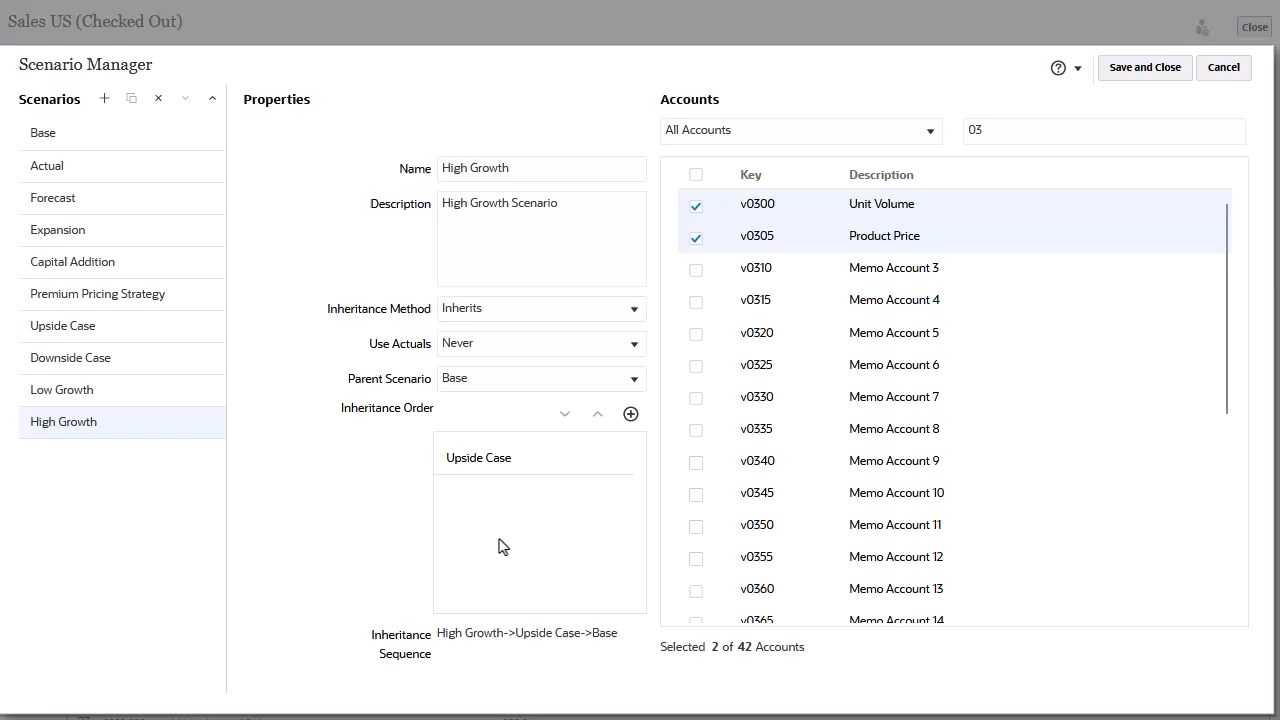 Sales US (Checked Out)
Close
Scenario Manager
Save and Close
Cancel
Scenarios
Base
Actual
Forecast
Expansion
Capital Addition
Premium Pricing Strategy
Upside Case
Downside Case
Low Growth
High Growth
Properties
Name High Growth
Description High Growth Scenario
Inheritance Method Inherits
Use Actuals Never
Parent Scenario Base
Inheritance Order
Upside Case
Inheritance Sequence High Growth->Upside Case->Base
Accounts
All Accounts 03
Key Description
v0300 Unit Volume
v0305 Product Price
v0310 Memo Account 3
v0315 Memo Account 4
v0320 Memo Account 5
v0325 Memo Account 6
v0330 Memo Account 7
v0335 Memo Account 8
v0340 Memo Account 9
v0345 Memo Account 10
v0350 Memo Account 11
v0355 Memo Account 12
v0360 Memo Account 13
v0365 Memo Account 14
Selected 2 of 42 Accounts